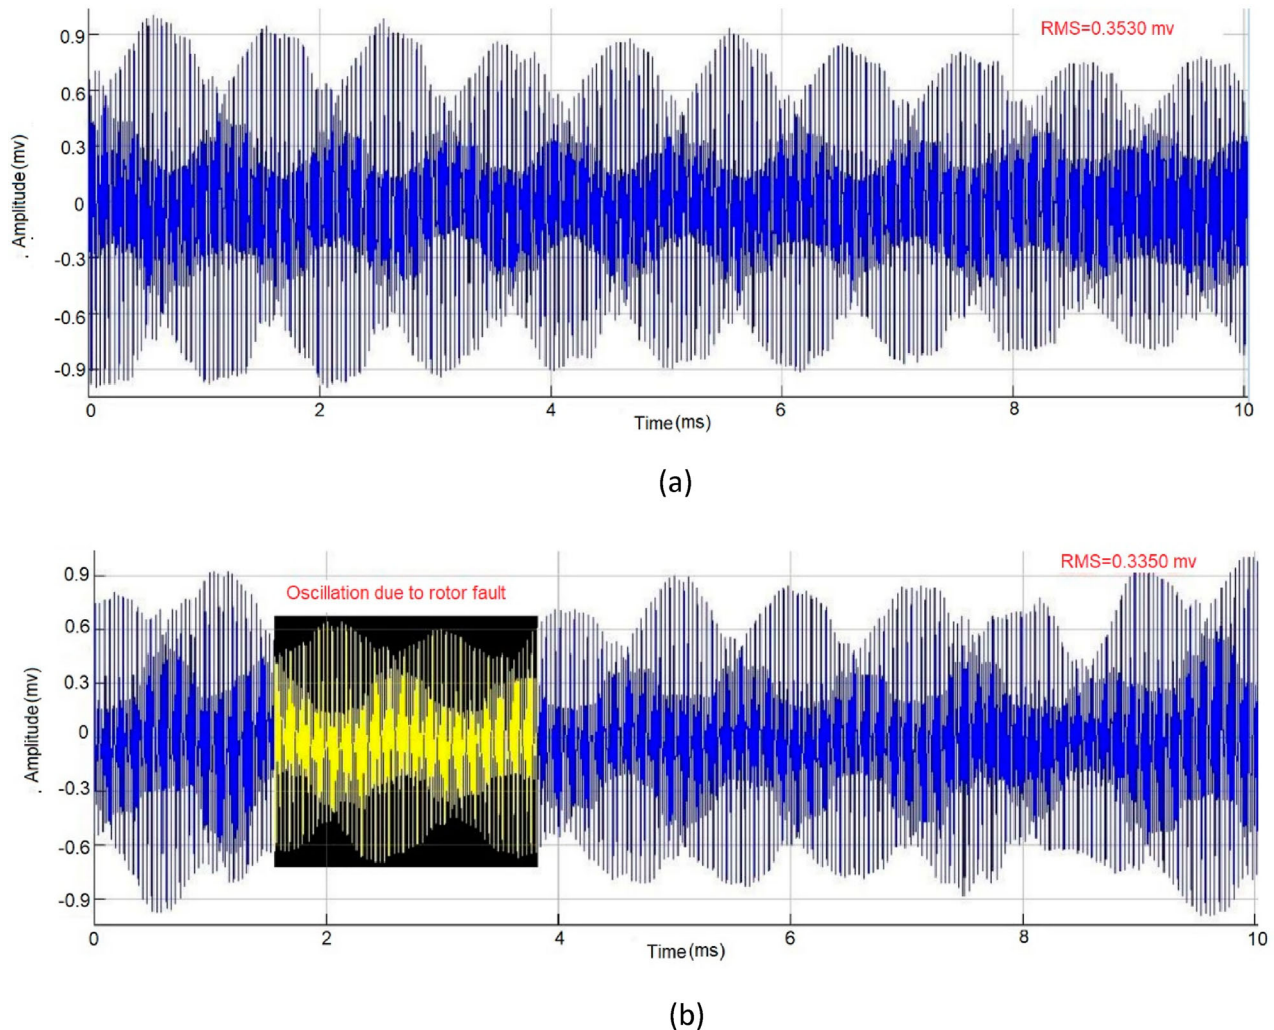 RMS=0.3530 mv
0.9
0.6
0.3
0
-0.3
-0.6
-0.9
. Amplitude(mv)
0 2 4 6 8 10
Time(ms)
(a)
RMS=0.3350 mv
Oscillation due to rotor fault
0.9
0.6
0.3
0
-0.3
-0.6
-0.9
. Amplitude(mv)
0 2 4 6 8 10
Time(ms)
(b)